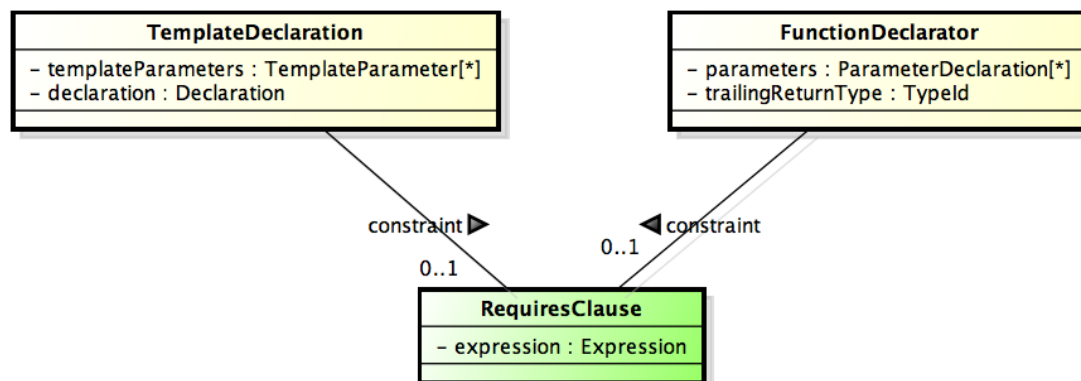 TemplateDeclaration
- templateParameters : TemplateParameter[*]
- declaration : Declaration
FunctionDeclarator
- parameters : ParameterDeclaration[*]
- trailingReturnType : TypeId
constraint
constraint
0..1
0..1
RequiresClause
- expression : Expression